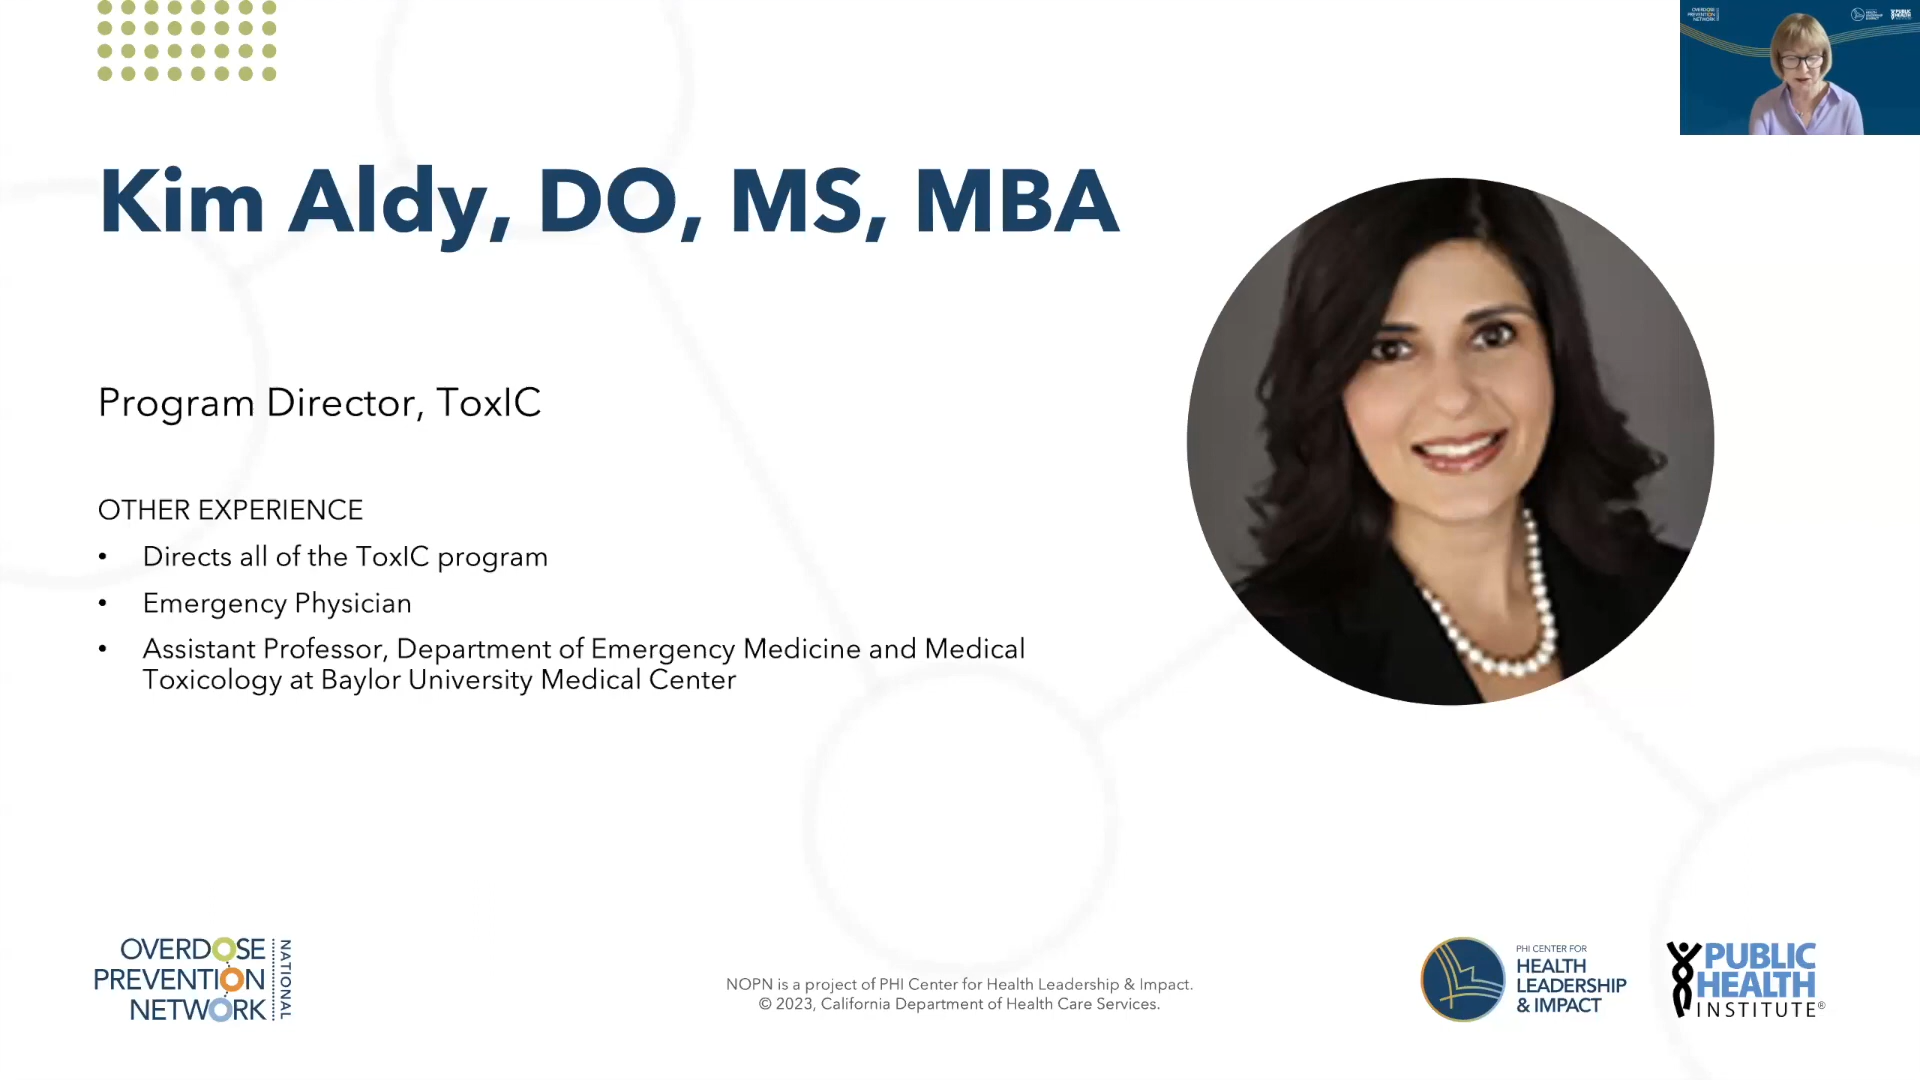 Kim Aldy, DO, MS, MBA
Program Director, ToxIC
OTHER EXPERIENCE
• Directs all of the ToxIC program
• Emergency Physician
• Assistant Professor, Department of Emergency Medicine and Medical
Toxicology at Baylor University Medical Center
OVERDOSE
PREVENTION
NETWORK
NATIONAL
NOPN is a project of PHI Center for Health Leadership & Impact.
© 2023, California Department of Health Care Services.
PHI CENTER FOR
HEALTH
LEADERSHIP
& IMPACT
PUBLIC
HEALTH
INSTITUTE®